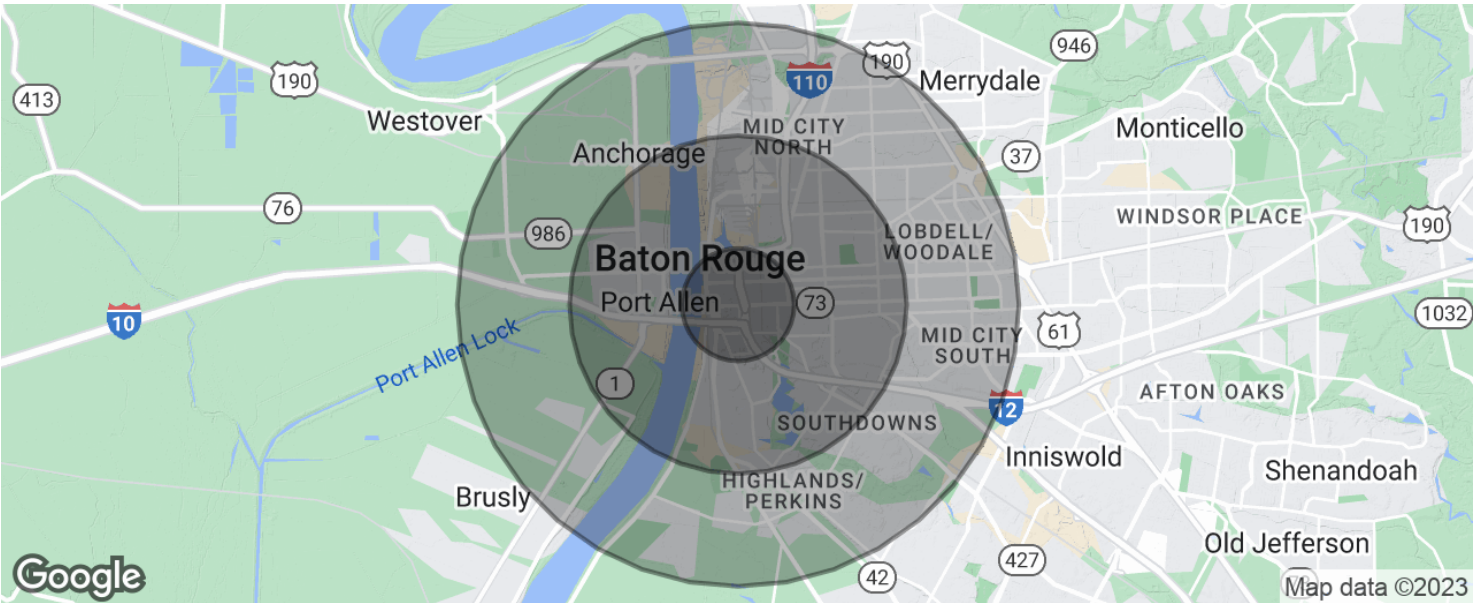 190
946
110
190
Merrydale
413
Westover
MID CITY
NORTH
Monticello
Anchorage
37
76
WINDSOR PLACE
190
986
LOBDELL/
WOODALE
Baton Rouge
Port Allen
73
10
1032
61
MID CITY
SOUTH
Port Allen Lock
1
AFTON OAKS
12
SOUTHDOWNS
Inniswold
Shenandoah
HIGHLANDS/
PERKINS
Brusly
Old Jefferson
427
42
Google
Map data ©2023